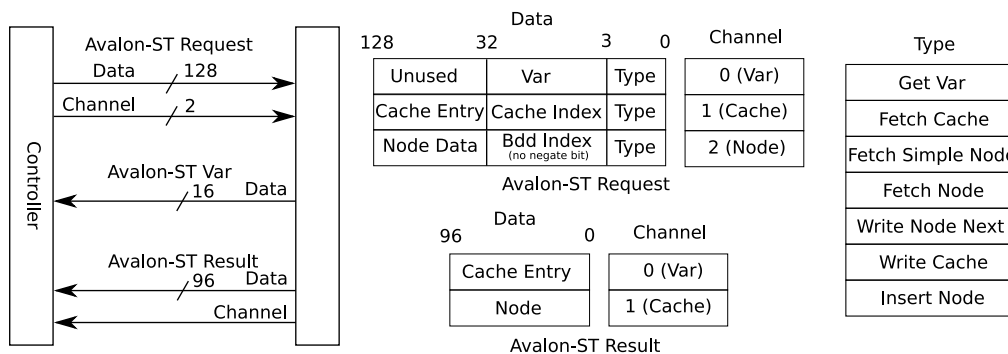 Avalon-ST Request
Data 128
Channel 2
Controller
Avalon-ST Var
16 Data
Avalon-ST Result
96 Data
Channel
Data
128 32 3 0
Channel
Unused Var Type 0 (Var)
Cache Entry Cache Index Type 1 (Cache)
Node Data Bdd Index Type 2 (Node)
(no negate bit)
Avalon-ST Request
Data
96 0
Channel
Cache Entry 0 (Var)
Node 1 (Cache)
Avalon-ST Result
Type
Get Var
Fetch Cache
Fetch Simple Node
Fetch Node
Write Node Next
Write Cache
Insert Node